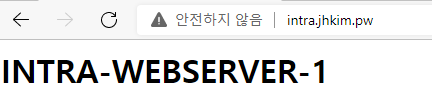 안전하지 않음 | intra.jhkim.pw
INTRA-WEBSERVER-1